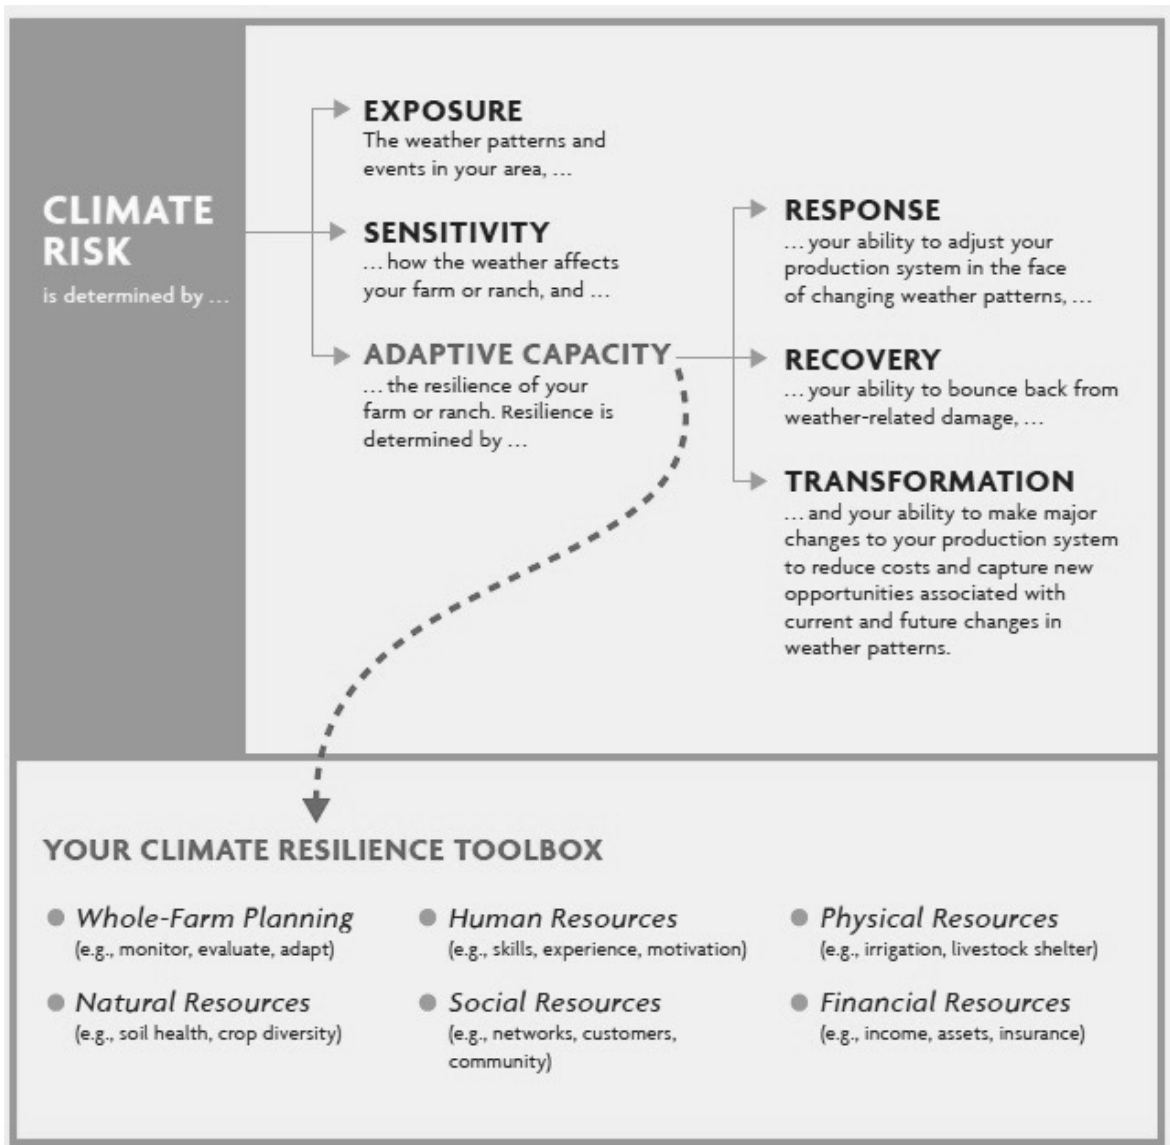 CLIMATE
RISK
is determined by ...
EXPOSURE
The weather patterns and
events in your area, ...
SENSITIVITY
... how the weather affects
your farm or ranch, and ...
ADAPTIVE CAPACITY
... the resilience of your
farm or ranch. Resilience is
determined by ...
RESPONSE
... your ability to adjust your
production system in the face
of changing weather patterns, ...
RECOVERY
... your ability to bounce back from
weather-related damage, ...
TRANSFORMATION
... and your ability to make major
changes to your production system
to reduce costs and capture new
opportunities associated with
current and future changes in
weather patterns.
YOUR CLIMATE RESILIENCE TOOLBOX
Whole-Farm Planning
(e.g., monitor, evaluate, adapt)
Natural Resources
(e.g., soil health, crop diversity)
Human Resources
(e.g., skills, experience, motivation)
Social Resources
(e.g., networks, customers,
community)
Physical Resources
(e.g., irrigation, livestock shelter)
Financial Resources
(e.g., income, assets, insurance)